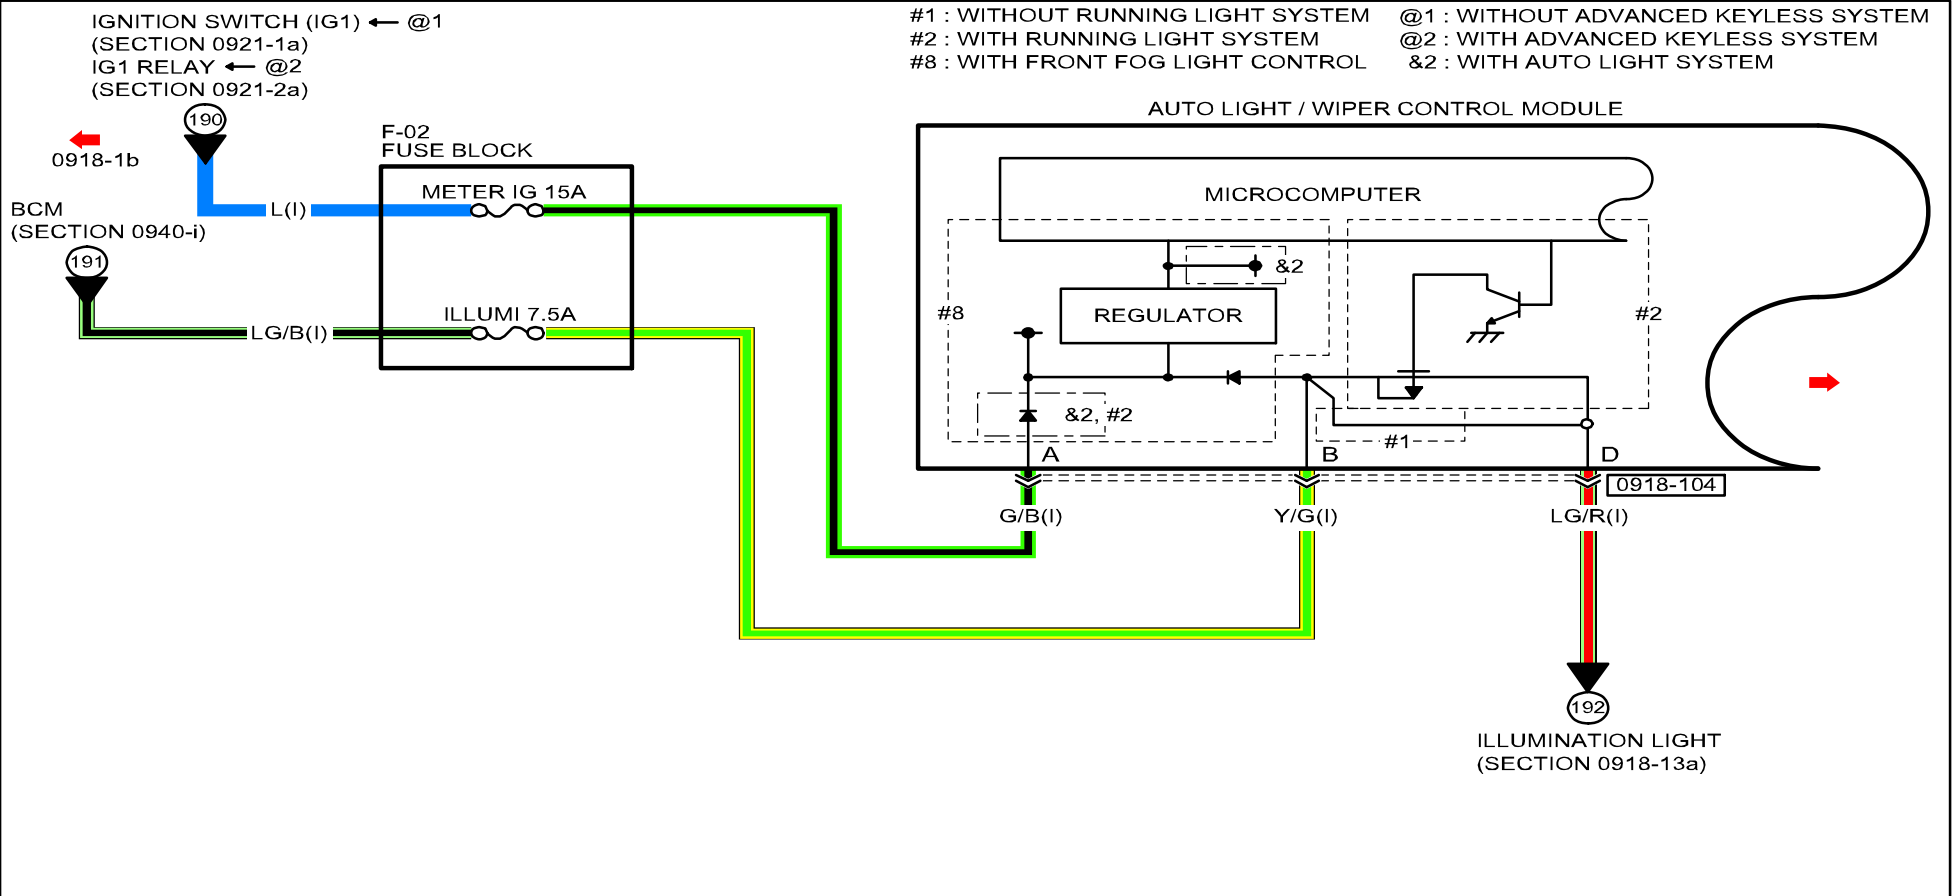 IGNITION SWITCH (IG1) ← @1
(SECTION 0921-1a)
IG1 RELAY ← @2
(SECTION 0921-2a)
#1 : WITHOUT RUNNING LIGHT SYSTEM
#2 : WITH RUNNING LIGHT SYSTEM
#8 : WITH FRONT FOG LIGHT CONTROL
@1 : WITHOUT ADVANCED KEYLESS SYSTEM
@2 : WITH ADVANCED KEYLESS SYSTEM
&2 : WITH AUTO LIGHT SYSTEM
190
0918-1b
BCM
(SECTION 0940-i)
191
L(I)
LG/B(I)
F-02
FUSE BLOCK
METER IG 15A
ILLUMI 7.5A
AUTO LIGHT / WIPER CONTROL MODULE
MICROCOMPUTER
&2
#8
REGULATOR
#2
&2, #2
#1
A
B
D
0918-104
G/B(I)
Y/G(I)
LG/R(I)
192
ILLUMINATION LIGHT
(SECTION 0918-13a)